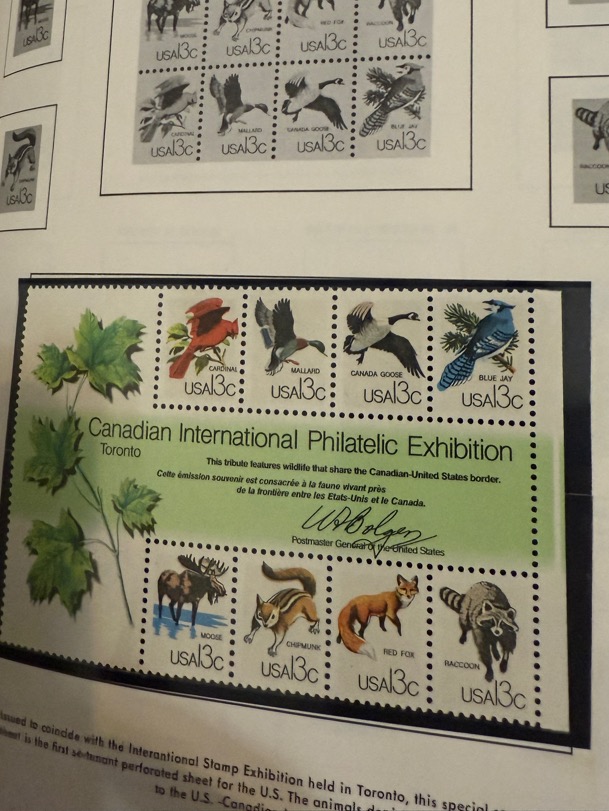 MOOSE
CHIPMUNK
RED FOX
RACCOON
USA13c
USA13c
USA13c
USA13c
CARDINAL
MALLARD
CANADA GOOSE
BLUE JAY
USA13c
USA13c
USA13c
USA13c
USA13c
RACCOON
CARDINAL
MALLARD
CANADA GOOSE
BLUE JAY
USA13c
USA13c
USA13c
USA13c
Canadian International Philatelic Exhibition
Toronto
This tribute features wildlife that share the Canadian-United States border.
Cette émission souvenir est consacrée à la faune vivant près
de la frontière entre les Etats-Unis et le Canada.
Postmaster General of the United States
MOOSE
CHIPMUNK
RED FOX
RACCOON
USA13c
USA13c
USA13c
USA13c
Issued to coincide with the Interantional Stamp Exhibition held in Toronto, this special
is the first se-tenant perforated sheet for the U.S. The animals
to the U.S. -Canadian